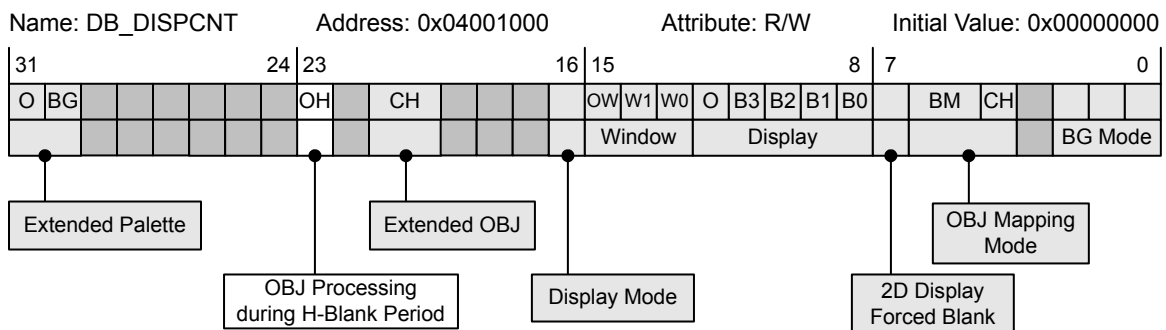 Name: DB_DISPCNT Address: 0x04001000 Attribute: R/W Initial Value: 0x00000000
31 24 23 16 15 8 7 0
O BG OH CH OW W1 W0 O B3 B2 B1 B0 BM CH
Window Display BG Mode
Extended Palette Extended OBJ OBJ Mapping
Mode
OBJ Processing
during H-Blank Period
Display Mode
2D Display
Forced Blank